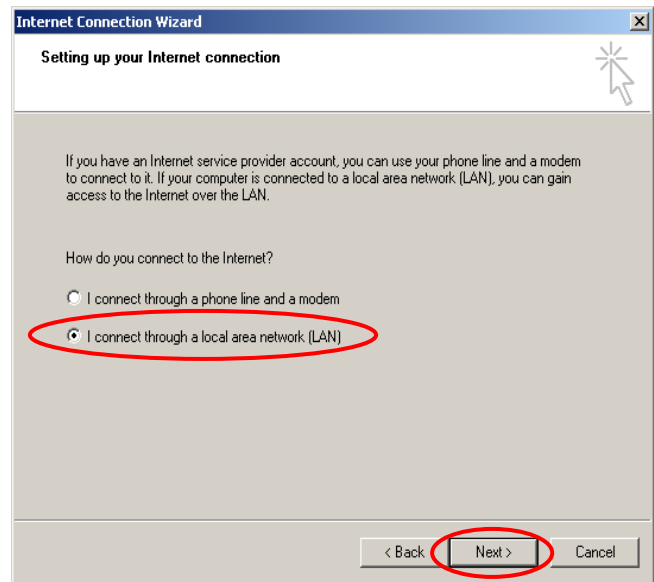 Internet Connection Wizard
Setting up your Internet connection
If you have an Internet service provider account, you can use your phone line and a modem
to connect to it. If your computer is connected to a local area network (LAN), you can gain
access to the Internet over the LAN.
How do you connect to the Internet?
I connect through a phone line and a modem
I connect through a local area network (LAN)
< Back Next > Cancel